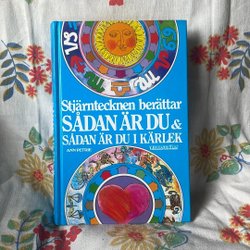 Stjärntecknen berättar
SÅDAN ÄR DU &
SÅDAN ÄR DU I KÄRLEK